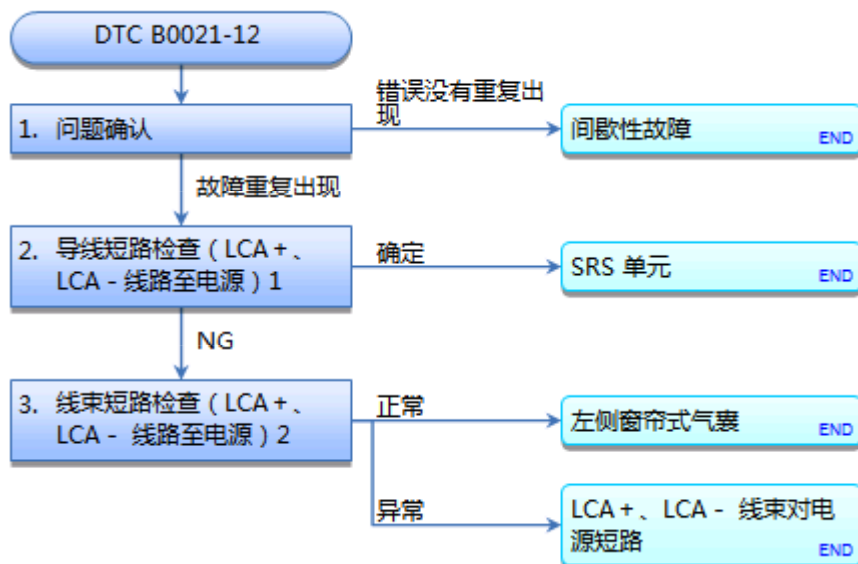 DTC B0021-12
错误没有重复出
现
1. 问题确认
间歇性故障
END
故障重复出现
2. 导线短路检查（LCA+、
LCA - 线路至电源）1
确定
SRS 单元
END
NG
3. 线束短路检查（LCA+、
LCA - 线路至电源）2
正常
左侧窗帘式气囊
END
异常
LCA+、LCA - 线束对电
源短路
END